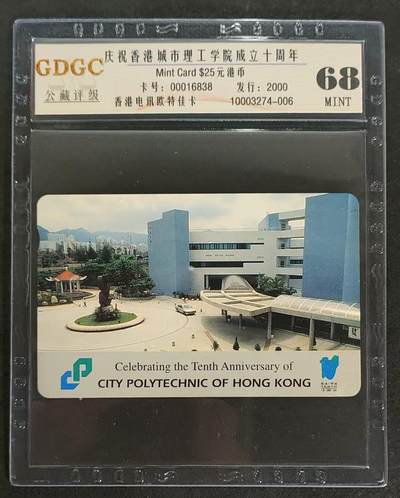 庆祝香港城市理工学院成立十周年
GDGC
公藏评级
Mint Card $25元港币
卡号：00016838 发行：2000
香港电讯欧特佳卡 10003274-006
68
MINT
Celebrating the Tenth Anniversary of
CITY POLYTECHNIC OF HONG KONG